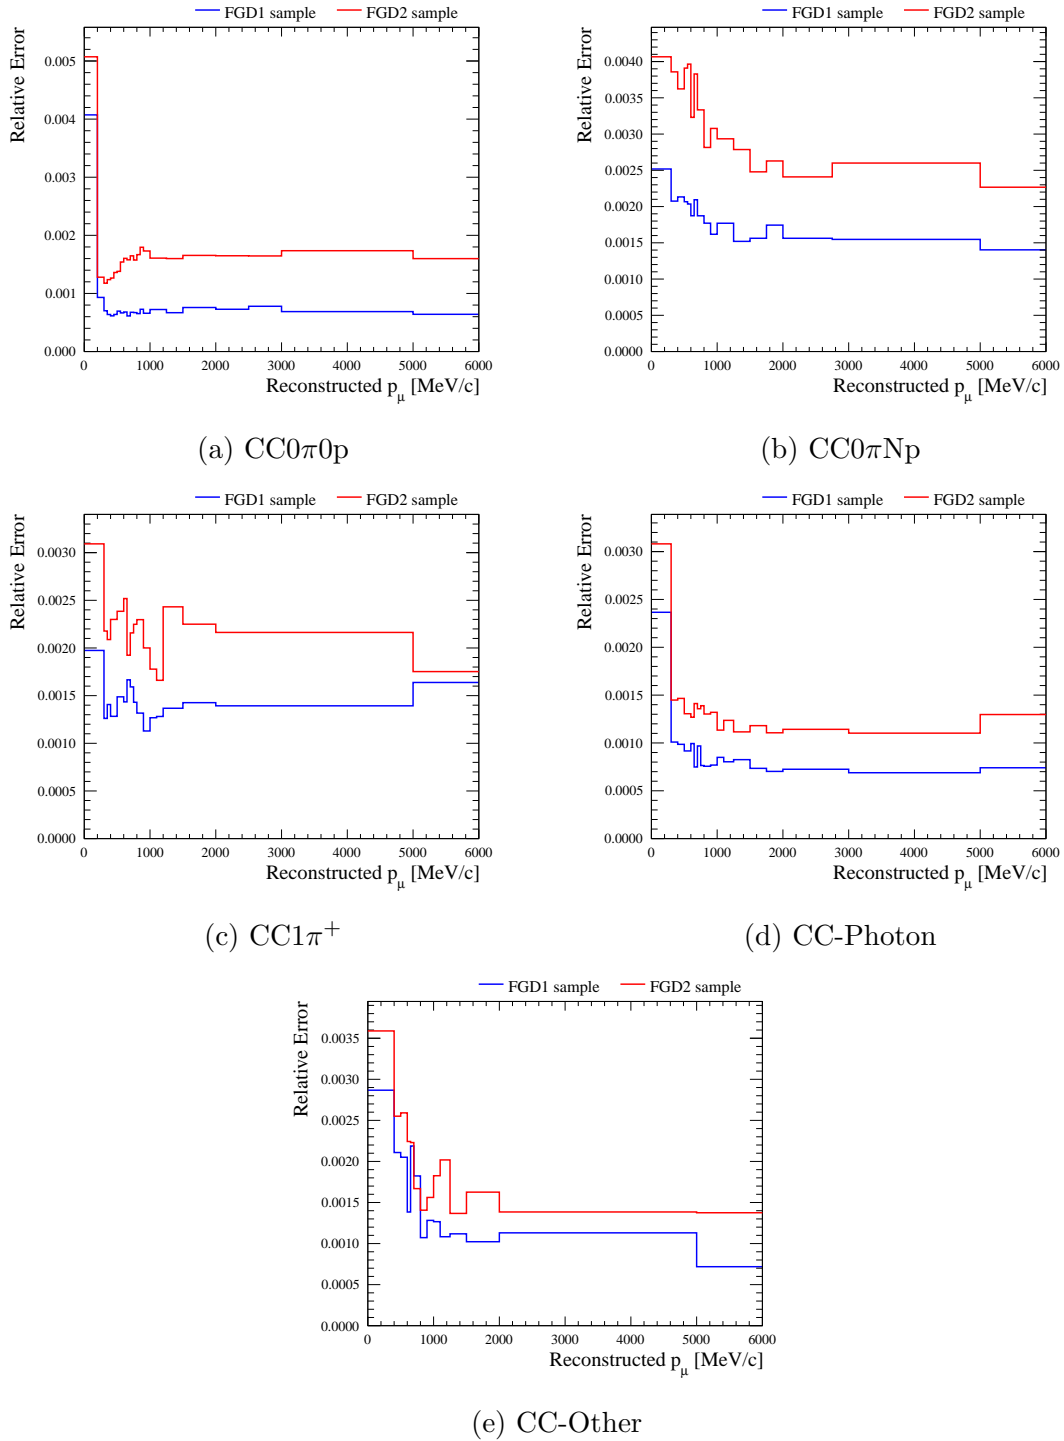 FGD1 sample FGD2 sample
Relative Error
0.005
0.004
0.003
0.002
0.001
0.000
0 1000 2000 3000 4000 5000 6000
Reconstructed pμ [MeV/c]
(a) CC0π0p
FGD1 sample FGD2 sample
Relative Error
0.0040
0.0035
0.0030
0.0025
0.0020
0.0015
0.0010
0.0005
0.0000
0 1000 2000 3000 4000 5000 6000
Reconstructed pμ [MeV/c]
(b) CC0πNp
FGD1 sample FGD2 sample
Relative Error
0.0030
0.0025
0.0020
0.0015
0.0010
0.0005
0.0000
0 1000 2000 3000 4000 5000 6000
Reconstructed pμ [MeV/c]
(c) CC1π⁺
FGD1 sample FGD2 sample
Relative Error
0.0030
0.0025
0.0020
0.0015
0.0010
0.0005
0.0000
0 1000 2000 3000 4000 5000 6000
Reconstructed pμ [MeV/c]
(d) CC-Photon
FGD1 sample FGD2 sample
Relative Error
0.0035
0.0030
0.0025
0.0020
0.0015
0.0010
0.0005
0.0000
0 1000 2000 3000 4000 5000 6000
Reconstructed pμ [MeV/c]
(e) CC-Other